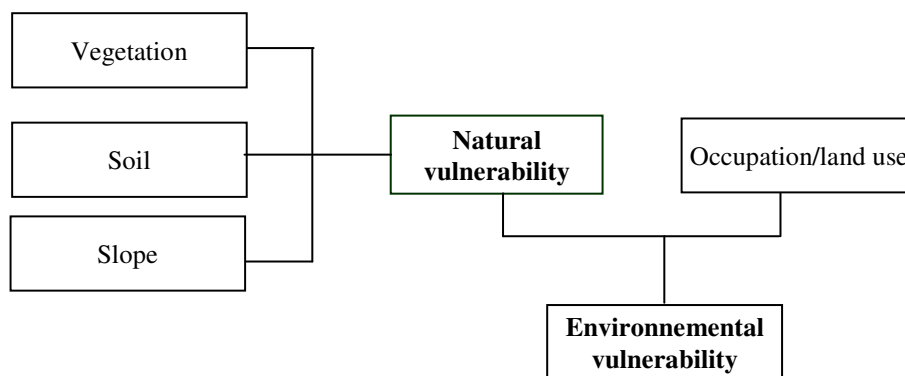 Vegetation
Soil
Slope
Natural
vulnerability
Occupation/land use
Environnemental
vulnerability